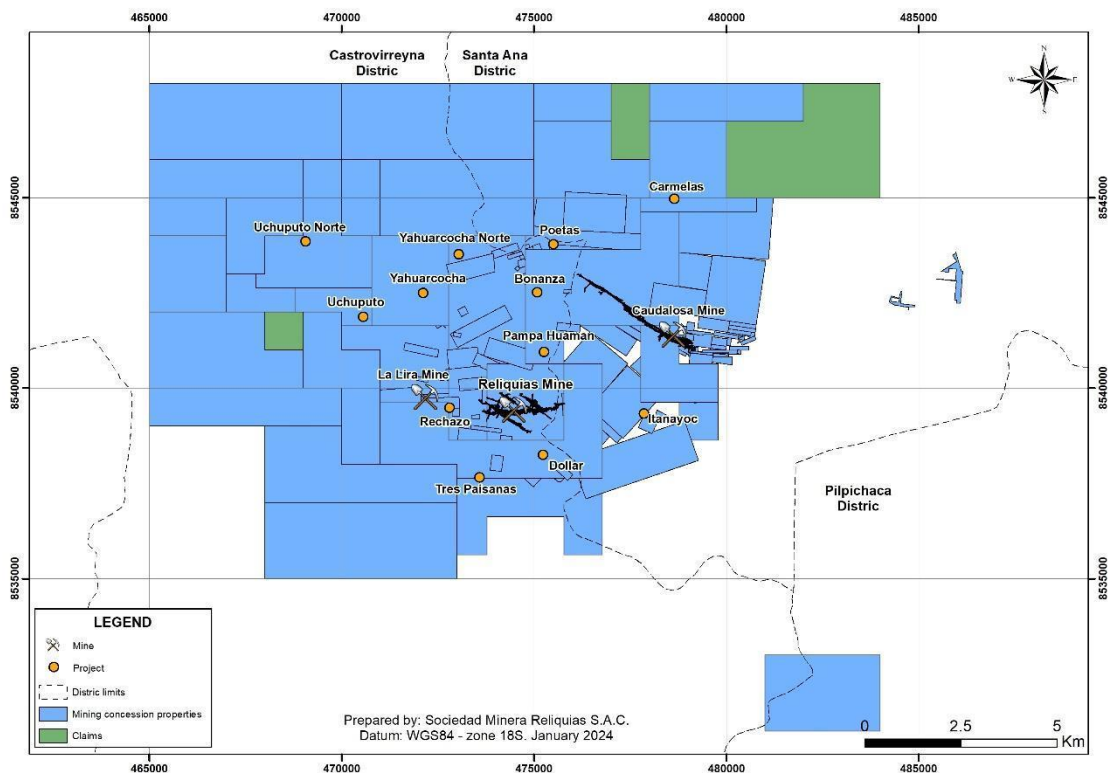 465000 470000 475000 480000 485000
Castrovirreyna
Distric
Santa Ana
Distric
N
W E
S
8545000 8545000
Carmelas
Uchuputo Norte
Yahuarcocha Norte
Poetas
Yahuarcocha
Bonanza
Uchuputo
Caudalosa Mine
Pampa Huaman
8540000 8540000
La Lira Mine
Reliquias Mine
Rechazo
Itanayoc
Dollar
Tres Paisanas
Pilpichaca
Distric
8535000 8535000
LEGEND
Mine
Project
Distric limits
Mining concession properties
Claims
Prepared by: Sociedad Minera Reliquias S.A.C.
Datum: WGS84 - zone 18S. January 2024
0 2.5 5
Km
465000 470000 475000 480000 485000